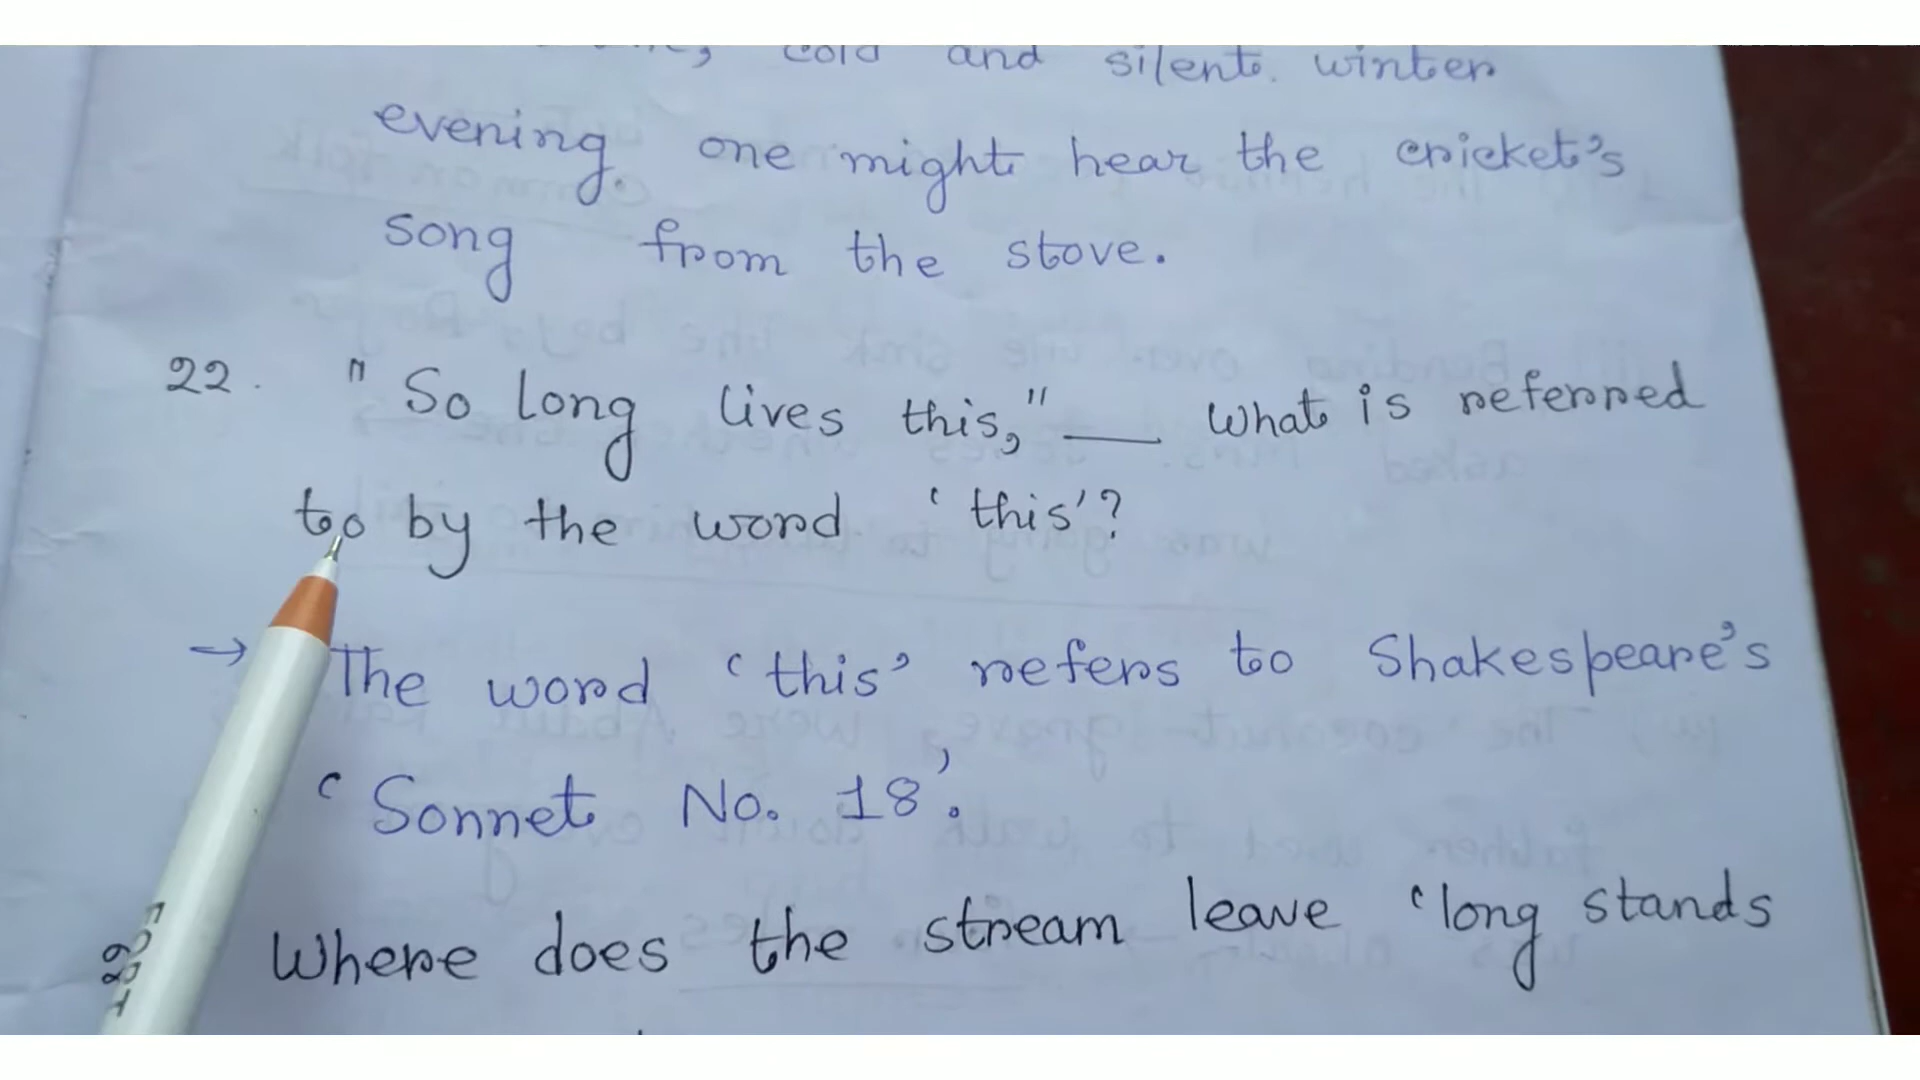 cold and silent winter
evening. one might hear the cricket's
song from the stove.
22. "So long lives this," — What is referred
to by the word 'this'?
→ The word 'this' refers to Shakespeare's
'Sonnet No. 18'.
Where does the stream leave 'long stands